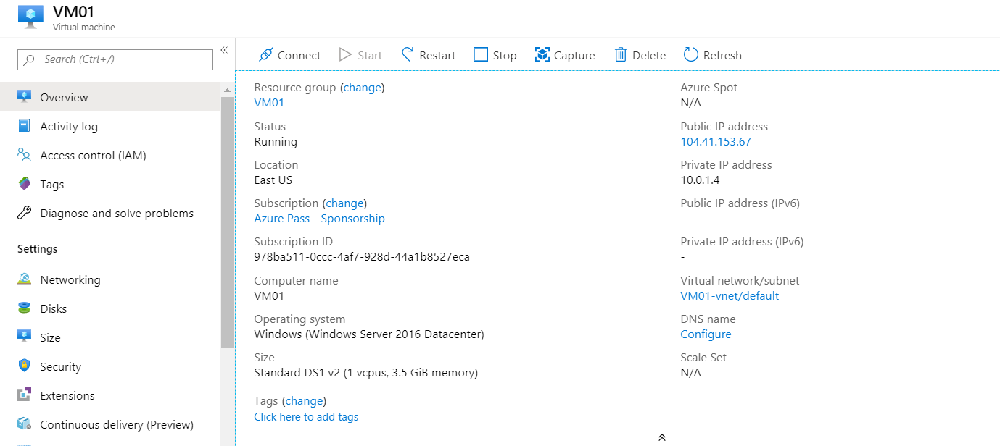 VM01
Virtual machine
Search (Ctrl+/)
«
Overview
Activity log
Access control (IAM)
Tags
Diagnose and solve problems
Settings
Networking
Disks
Size
Security
Extensions
Continuous delivery (Preview)
Connect Start Restart Stop Capture Delete Refresh
Resource group (change)
VM01
Status
Running
Location
East US
Subscription (change)
Azure Pass - Sponsorship
Subscription ID
978ba511-0ccc-4af7-928d-44a1b8527eca
Computer name
VM01
Operating system
Windows (Windows Server 2016 Datacenter)
Size
Standard DS1 v2 (1 vcpus, 3.5 GiB memory)
Tags (change)
Click here to add tags
Azure Spot
N/A
Public IP address
104.41.153.67
Private IP address
10.0.1.4
Public IP address (IPv6)
-
Private IP address (IPv6)
-
Virtual network/subnet
VM01-vnet/default
DNS name
Configure
Scale Set
N/A